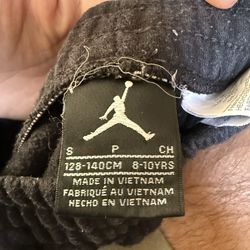 S P CH
128-140CM 8-10YRS
MADE IN VIETNAM
FABRIQUÉ AU VIETNAM
HECHO EN VIETNAM